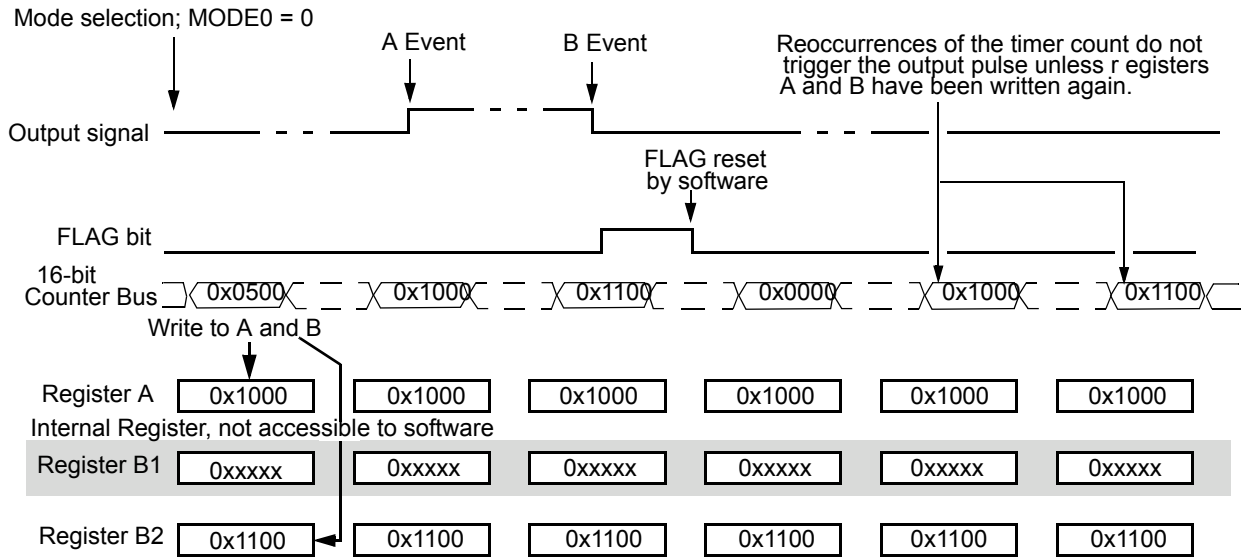 Mode selection; MODE0 = 0
A Event
B Event
Reoccurrences of the timer count do not
trigger the output pulse unless r egisters
A and B have been written again.
Output signal
FLAG reset
by software
FLAG bit
16-bit
Counter Bus
0x0500 0x1000 0x1100 0x0000 0x1000 0x1100
Write to A and B
Register A 0x1000 0x1000 0x1000 0x1000 0x1000 0x1000
Internal Register, not accessible to software
Register B1 0xxxxx 0xxxxx 0xxxxx 0xxxxx 0xxxxx 0xxxxx
Register B2 0x1100 0x1100 0x1100 0x1100 0x1100 0x1100